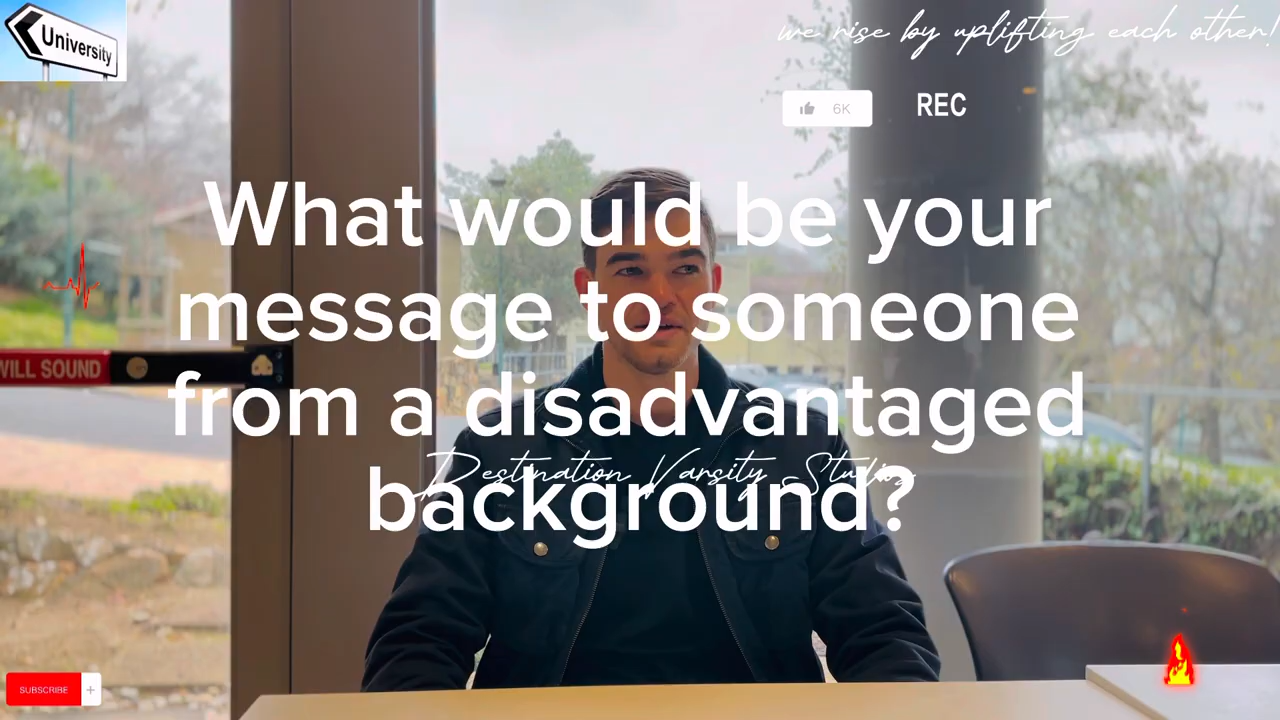 University
we rise by uplifting each other!
6K
REC
What would be your
message to someone
from a disadvantaged
background?
Destination Varsity Studioz
WILL SOUND
SUBSCRIBE
+